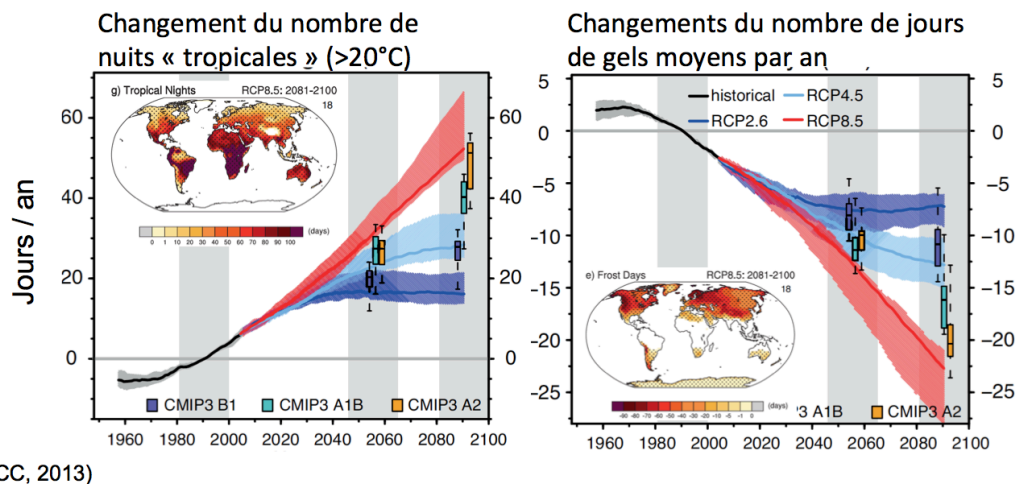 Changement du nombre de
nuits « tropicales » (>20°C)
Jours / an
60
40
20
0
g) Tropical Nights
RCP8.5: 2081-2100
18
0 1 10 20 30 40 50 60 70 80 90 100 (days)
CMIP3 B1
CMIP3 A1B
CMIP3 A2
1960 1980 2000 2020 2040 2060 2080 2100
Changements du nombre de jours
de gels moyens par an
5
0
−5
−10
−15
−20
−25
historical
RCP4.5
RCP2.6
RCP8.5
e) Frost Days
RCP8.5: 2081-2100
18
(days)
'3 A1B
CMIP3 A2
5
0
−5
−10
−15
−20
−25
1960 1980 2000 2020 2040 2060 2080 2100
CC, 2013)